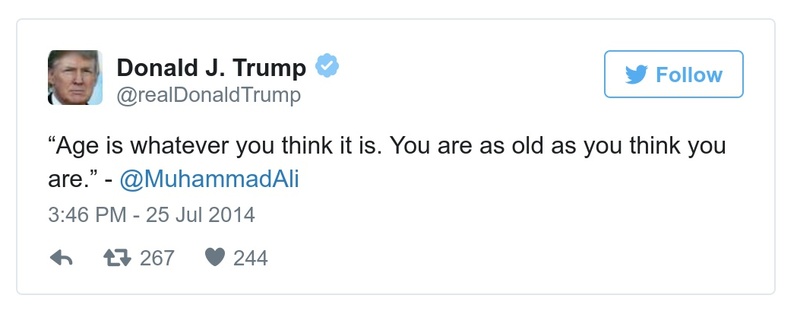 Donald J. Trump
@realDonaldTrump
Follow
“Age is whatever you think it is. You are as old as you think you
are.” - @MuhammadAli
3:46 PM - 25 Jul 2014
267 244